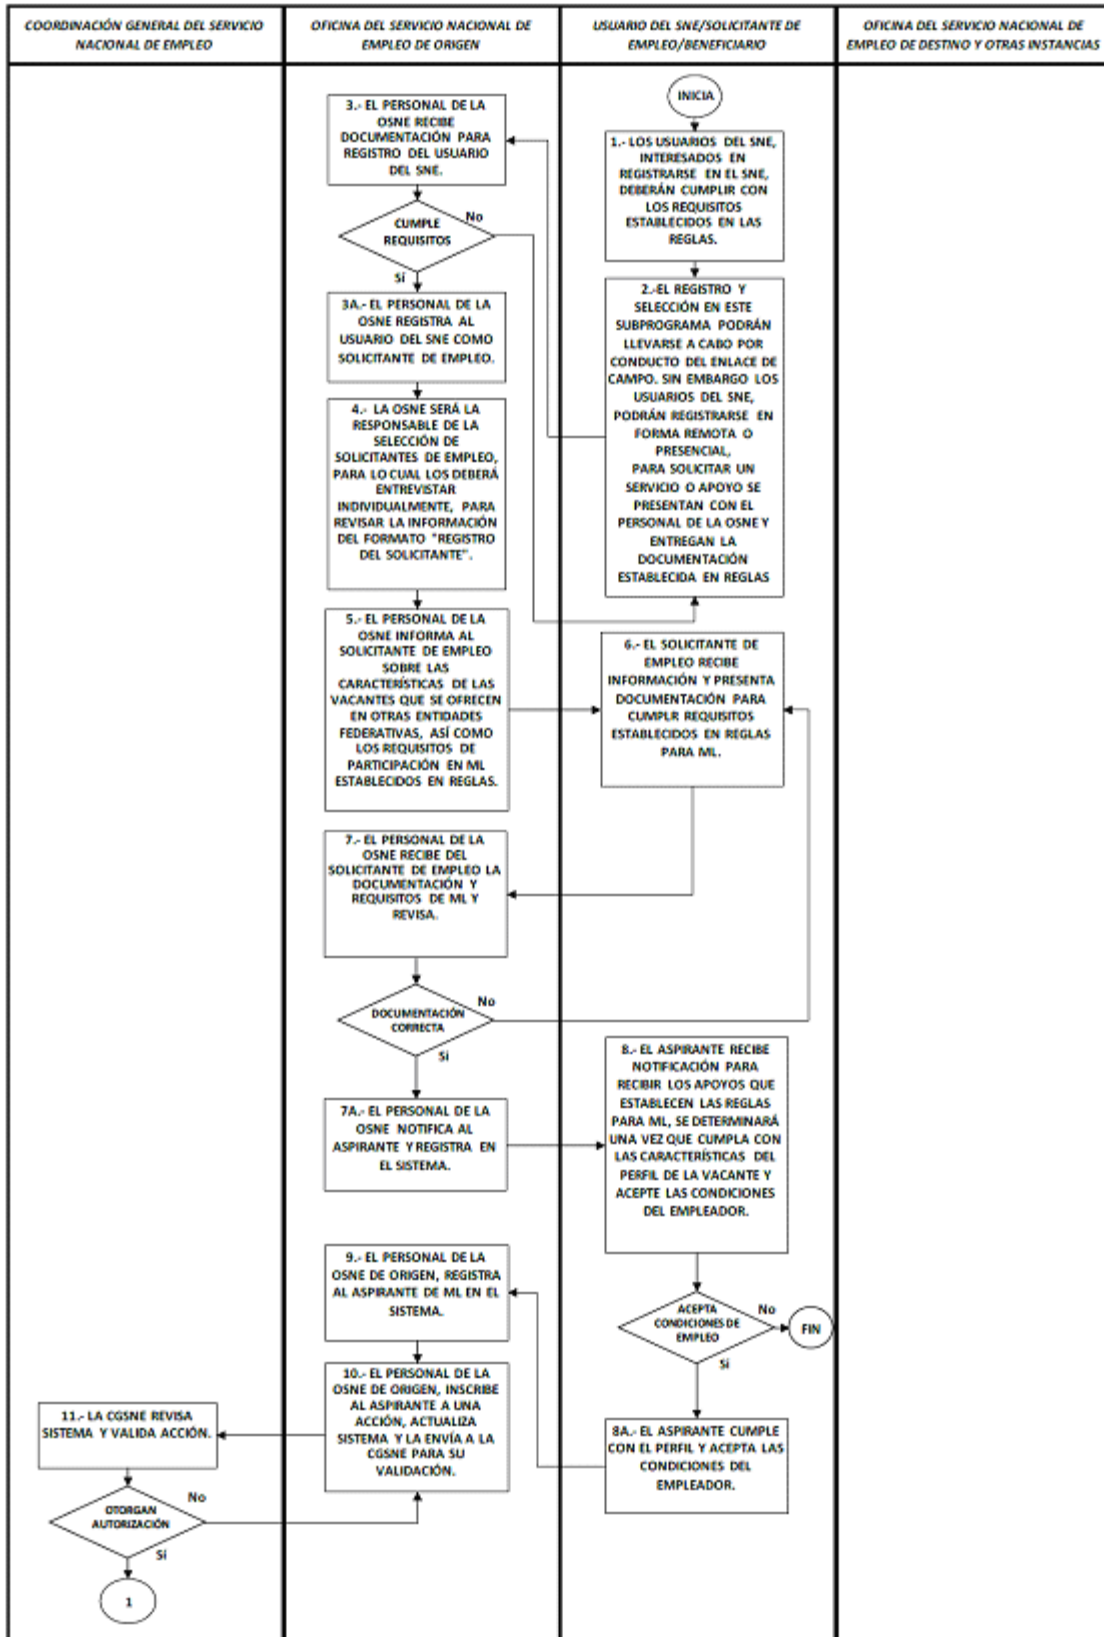 COORDINACIÓN GENERAL DEL SERVICIO
NACIONAL DE EMPLEO
OFICINA DEL SERVICIO NACIONAL DE
EMPLEO DE ORIGEN
USUARIO DEL SNE/SOLICITANTE DE
EMPLEO/BENEFICIARIO
OFICINA DEL SERVICIO NACIONAL DE
EMPLEO DE DESTINO Y OTRAS INSTANCIAS
INICIA
1.- LOS USUARIOS DEL SNE,
INTERESADOS EN
REGISTRARSE EN EL SNE,
DEBERÁN CUMPLIR CON
LOS REQUISITOS
ESTABLECIDOS EN LAS
REGLAS.
2.-EL REGISTRO Y
SELECCIÓN EN ESTE
SUBPROGRAMA PODRÁN
LLEVARSE A CABO POR
CONDUCTO DEL ENLACE DE
CAMPO. SIN EMBARGO LOS
USUARIOS DEL SNE,
PODRÁN REGISTRARSE EN
FORMA REMOTA O
PRESENCIAL,
PARA SOLICITAR UN
SERVICIO O APOYO SE
PRESENTAN CON EL
PERSONAL DE LA OSNE Y
ENTREGAN LA
DOCUMENTACIÓN
ESTABLECIDA EN REGLAS
3.- EL PERSONAL DE LA
OSNE RECIBE
DOCUMENTACIÓN PARA
REGISTRO DEL USUARIO
DEL SNE.
CUMPLE
REQUISITOS
No
Sí
3A.- EL PERSONAL DE LA
OSNE REGISTRA AL
USUARIO DEL SNE COMO
SOLICITANTE DE EMPLEO.
4.- LA OSNE SERÁ LA
RESPONSABLE DE LA
SELECCIÓN DE
SOLICITANTES DE EMPLEO,
PARA LO CUAL LOS DEBERÁ
ENTREVISTAR
INDIVIDUALMENTE, PARA
REVISAR LA INFORMACIÓN
DEL FORMATO "REGISTRO
DEL SOLICITANTE".
5.- EL PERSONAL DE LA
OSNE INFORMA AL
SOLICITANTE DE EMPLEO
SOBRE LAS
CARACTERÍSTICAS DE LAS
VACANTES QUE SE OFRECEN
EN OTRAS ENTIDADES
FEDERATIVAS, ASÍ COMO
LOS REQUISITOS DE
PARTICIPACIÓN EN ML
ESTABLECIDOS EN REGLAS.
6.- EL SOLICITANTE DE
EMPLEO RECIBE
INFORMACIÓN Y PRESENTA
DOCUMENTACIÓN PARA
CUMPLR REQUISITOS
ESTABLECIDOS EN REGLAS
PARA ML.
7.- EL PERSONAL DE LA
OSNE RECIBE DEL
SOLICITANTE DE EMPLEO LA
DOCUMENTACIÓN Y
REQUISITOS DE ML Y
REVISA.
DOCUMENTACIÓN
CORRECTA
No
Sí
7A.- EL PERSONAL DE LA
OSNE NOTIFICA AL
ASPIRANTE Y REGISTRA EN
EL SISTEMA.
8.- EL ASPIRANTE RECIBE
NOTIFICACIÓN PARA
RECIBIR LOS APOYOS QUE
ESTABLECEN LAS REGLAS
PARA ML, SE DETERMINARÁ
UNA VEZ QUE CUMPLA CON
LAS CARACTERÍSTICAS DEL
PERFIL DE LA VACANTE Y
ACEPTE LAS CONDICIONES
DEL EMPLEADOR.
ACEPTA
CONDICIONES DE
EMPLEO
No
FIN
Sí
8A.- EL ASPIRANTE CUMPLE
CON EL PERFIL Y ACEPTA LAS
CONDICIONES DEL
EMPLEADOR.
9.- EL PERSONAL DE LA
OSNE DE ORIGEN, REGISTRA
AL ASPIRANTE DE ML EN EL
SISTEMA.
10.- EL PERSONAL DE LA
OSNE DE ORIGEN, INSCRIBE
AL ASPIRANTE A UNA
ACCIÓN, ACTUALIZA
SISTEMA Y LA ENVÍA A LA
CGSNE PARA SU
VALIDACIÓN.
11.- LA CGSNE REVISA
SISTEMA Y VALIDA ACCIÓN.
OTORGAN
AUTORIZACIÓN
No
Sí
1